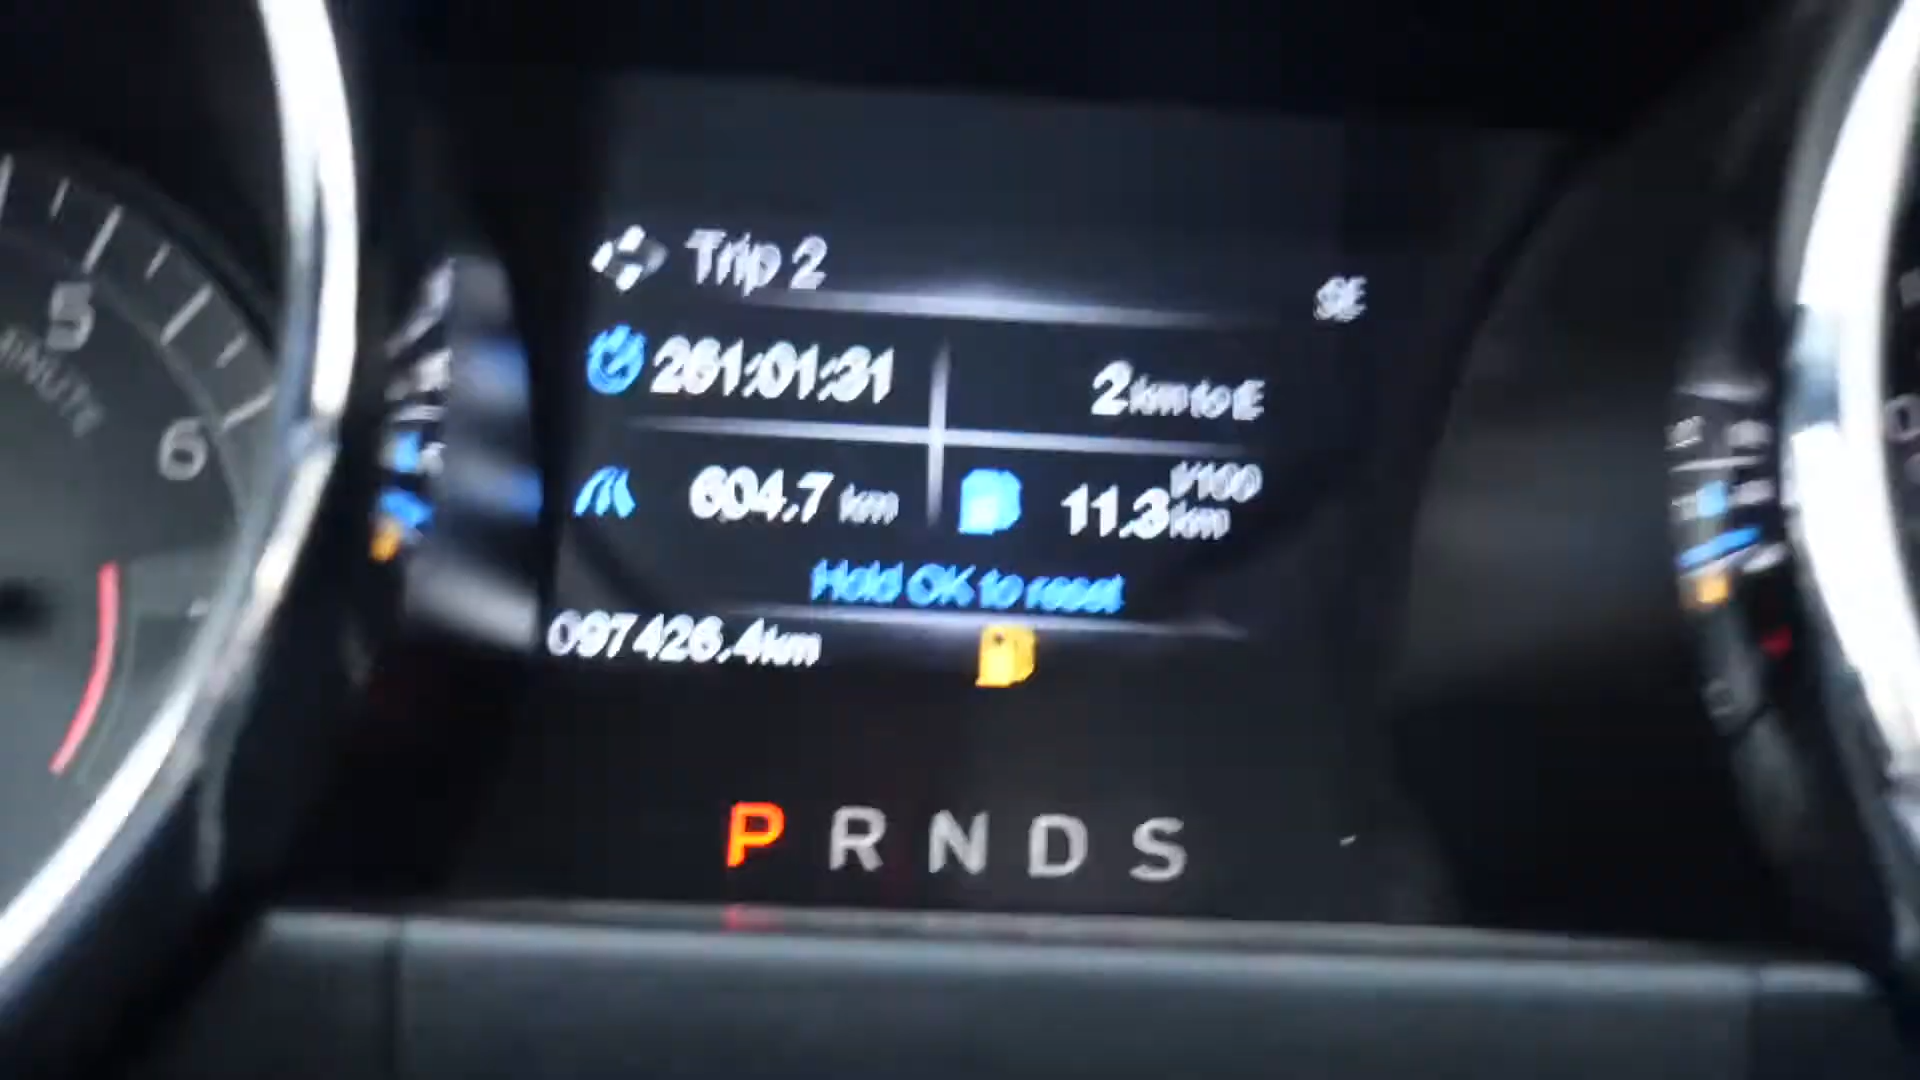 Trip 2
SE
261:01:31
2 km to E
604.7 km
11.3 l/100 km
Hold OK to reset
097426.4km
P R N D S
5
6